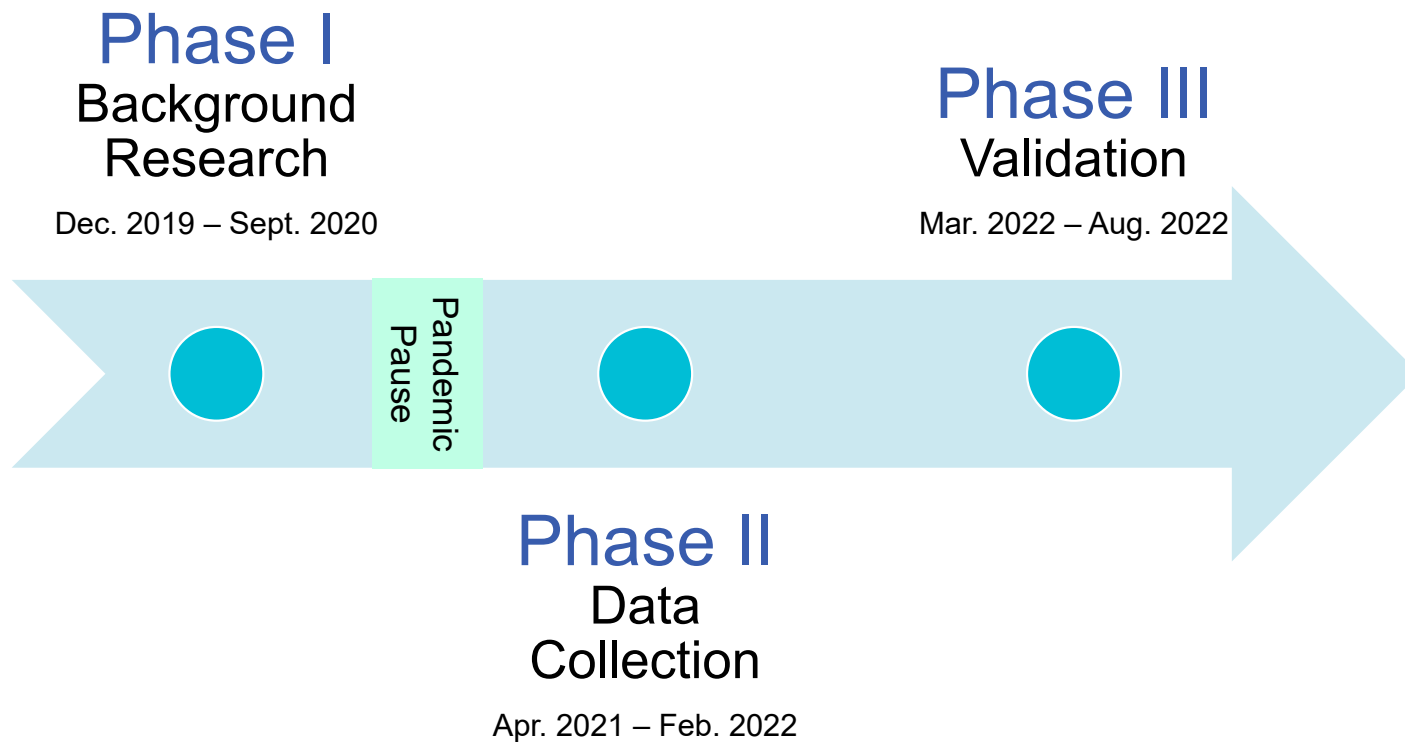 Phase I
Background
Research
Dec. 2019 – Sept. 2020
Pandemic
Pause
Phase II
Data
Collection
Apr. 2021 – Feb. 2022
Phase III
Validation
Mar. 2022 – Aug. 2022